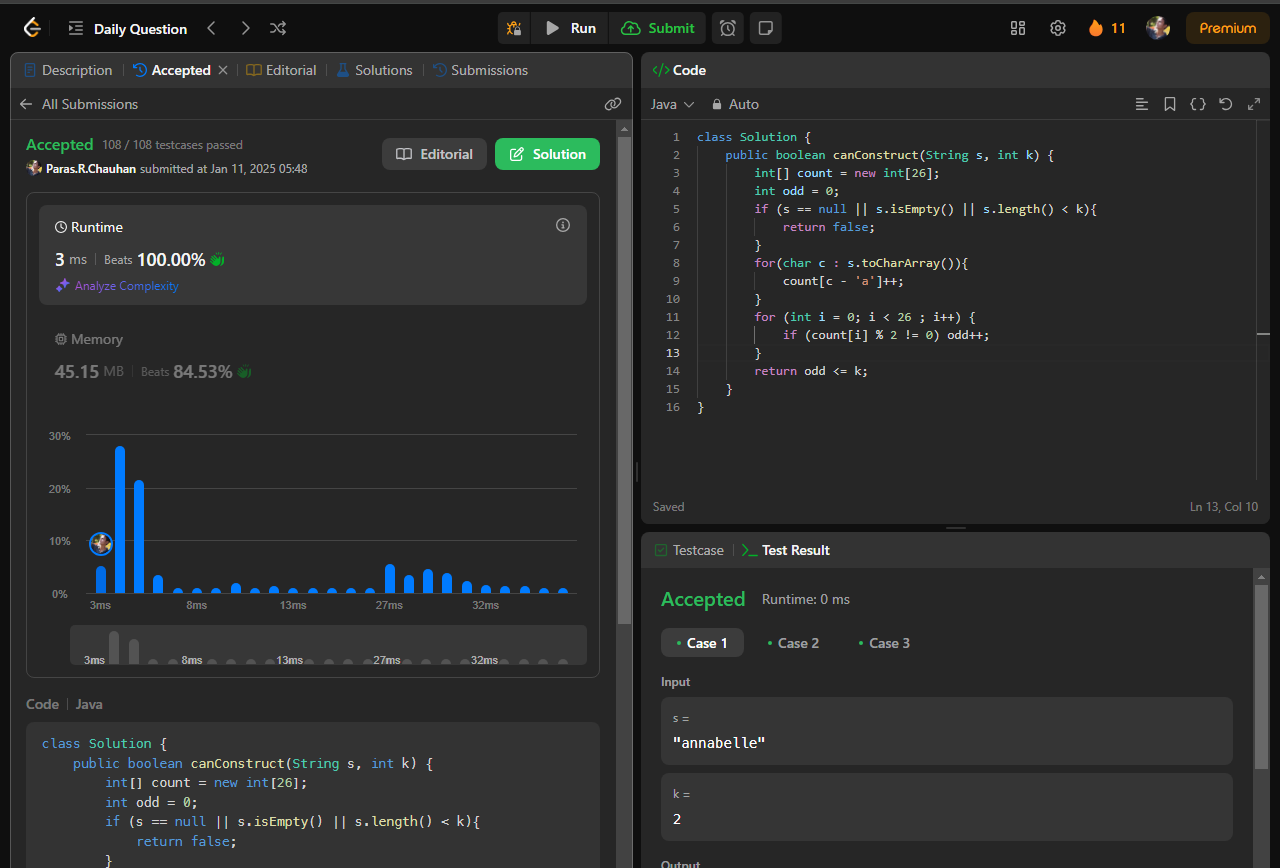 Daily Question
Run
Submit
11
Premium
Description
Accepted
Editorial
Solutions
Submissions
All Submissions
Accepted 108 / 108 testcases passed
Paras.R.Chauhan submitted at Jan 11, 2025 05:48
Editorial
Solution
Runtime
3 ms Beats 100.00%
Analyze Complexity
Memory
45.15 MB Beats 84.53%
30%
20%
10%
0%
3ms 8ms 13ms 27ms 32ms
3ms 8ms 13ms 27ms 32ms
Code Java
class Solution {
public boolean canConstruct(String s, int k) {
int[] count = new int[26];
int odd = 0;
if (s == null || s.isEmpty() || s.length() < k){
return false;
}
</> Code
Java Auto
1 class Solution {
2 public boolean canConstruct(String s, int k) {
3 int[] count = new int[26];
4 int odd = 0;
5 if (s == null || s.isEmpty() || s.length() < k){
6 return false;
7 }
8 for(char c : s.toCharArray()){
9 count[c - 'a']++;
10 }
11 for (int i = 0; i < 26 ; i++) {
12 if (count[i] % 2 != 0) odd++;
13 }
14 return odd <= k;
15 }
16 }
Saved
Ln 13, Col 10
Testcase
Test Result
Accepted Runtime: 0 ms
Case 1 Case 2 Case 3
Input
s =
"annabelle"
k =
2
Output